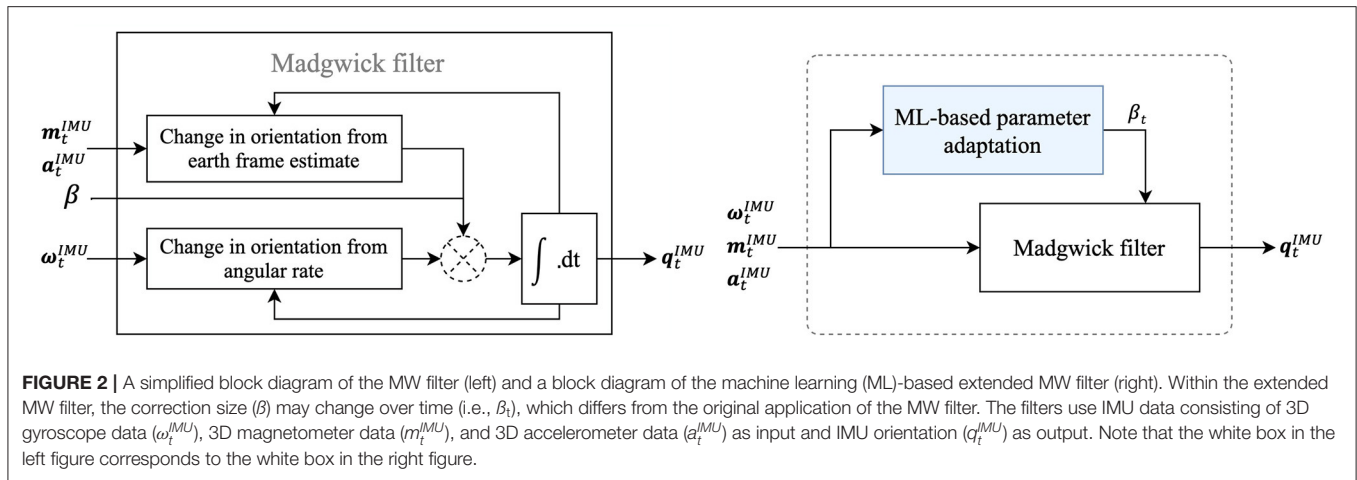 Madgwick filter
m_t^{IMU}
a_t^{IMU}
β
ω_t^{IMU}
Change in orientation from
earth frame estimate
Change in orientation from
angular rate
∫ .dt
q_t^{IMU}
ML-based parameter
adaptation
β_t
ω_t^{IMU}
m_t^{IMU}
a_t^{IMU}
Madgwick filter
q_t^{IMU}
FIGURE 2 | A simplified block diagram of the MW filter (left) and a block diagram of the machine learning (ML)-based extended MW filter (right). Within the extended
MW filter, the correction size (β) may change over time (i.e., β_t), which differs from the original application of the MW filter. The filters use IMU data consisting of 3D
gyroscope data (ω_t^{IMU}), 3D magnetometer data (m_t^{IMU}), and 3D accelerometer data (a_t^{IMU}) as input and IMU orientation (q_t^{IMU}) as output. Note that the white box in the
left figure corresponds to the white box in the right figure.